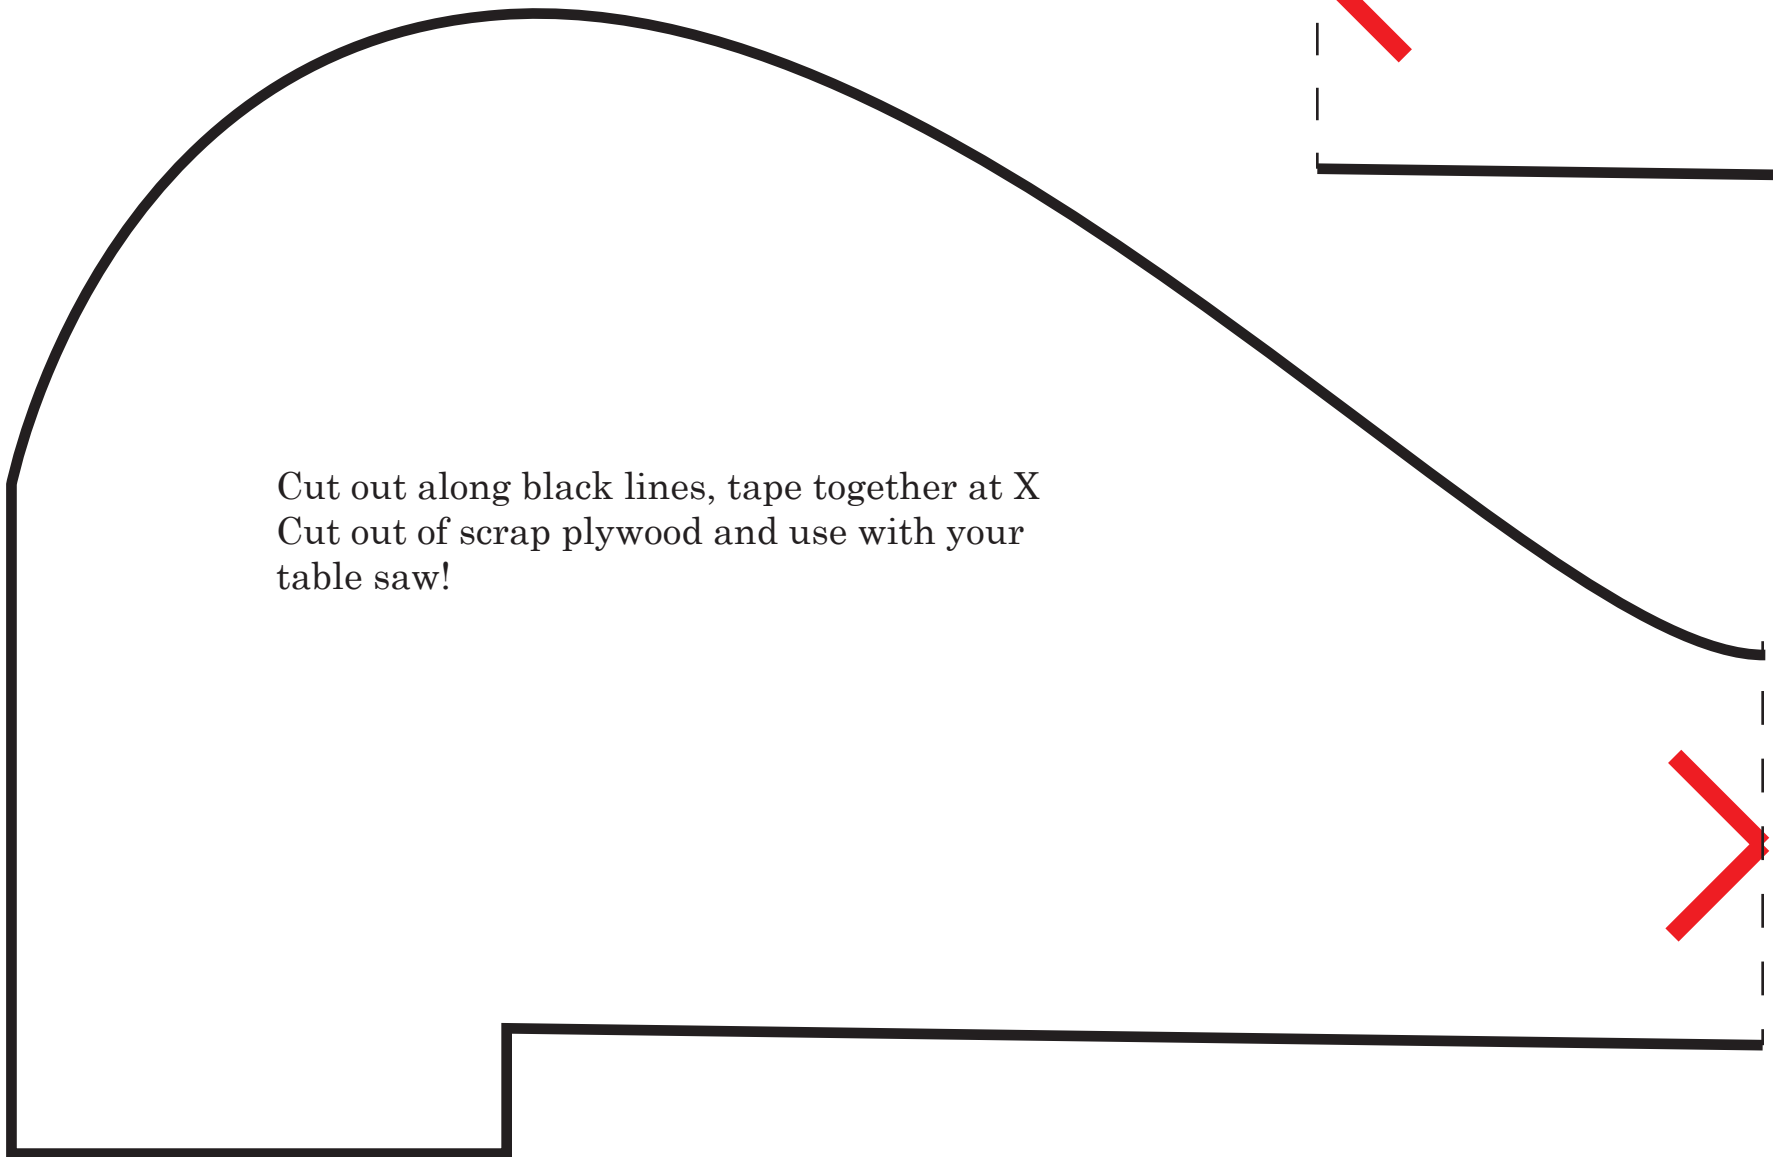 Cut out along black lines, tape together at X
Cut out of scrap plywood and use with your
table saw!